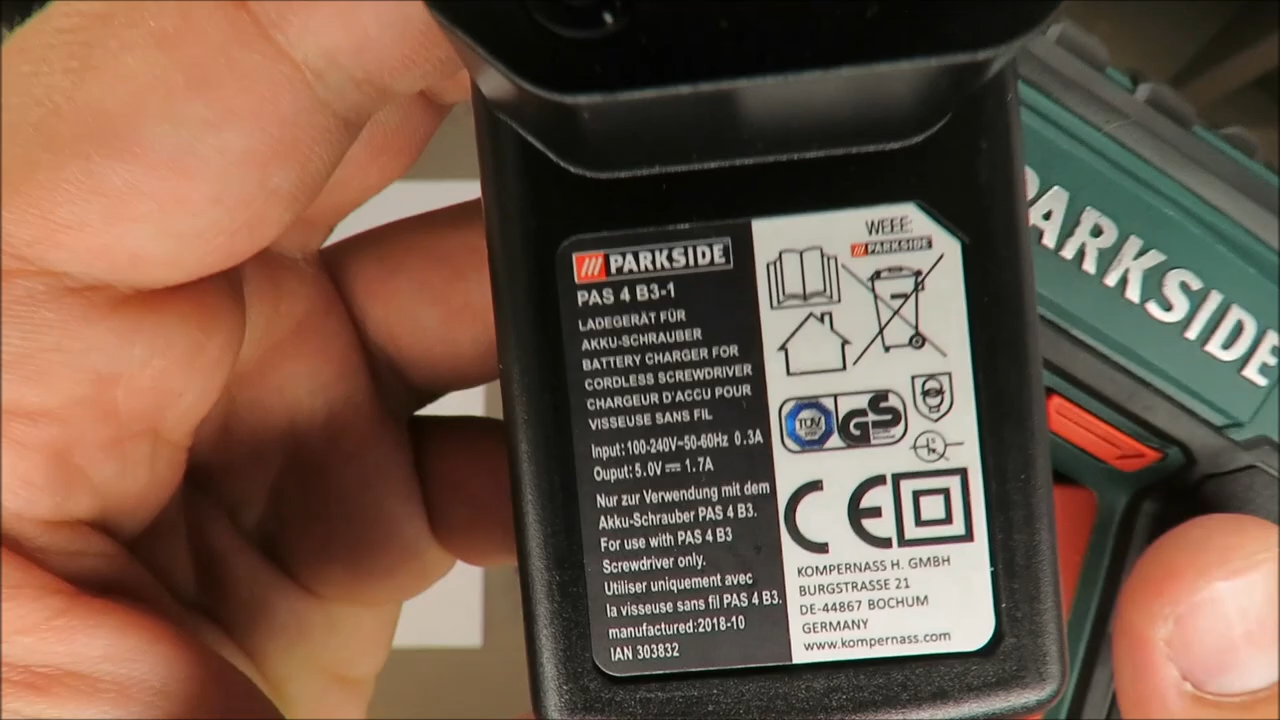 PARKSIDE
PAS 4 B3-1
LADEGERÄT FÜR
AKKU-SCHRAUBER
BATTERY CHARGER FOR
CORDLESS SCREWDRIVER
CHARGEUR D'ACCU POUR
VISSEUSE SANS FIL
Input: 100-240V~50-60Hz 0.3A
Ouput: 5.0V⎓1.7A
Nur zur Verwendung mit dem
Akku-Schrauber PAS 4 B3.
For use with PAS 4 B3
Screwdriver only.
Utiliser uniquement avec
la visseuse sans fil PAS 4 B3.
manufactured:2018-10
IAN 303832
WEEE:
PARKSIDE
TÜV
GS
CE
KOMPERNASS H. GMBH
BURGSTRASSE 21
DE-44867 BOCHUM
GERMANY
www.kompernass.com
PARKSIDE